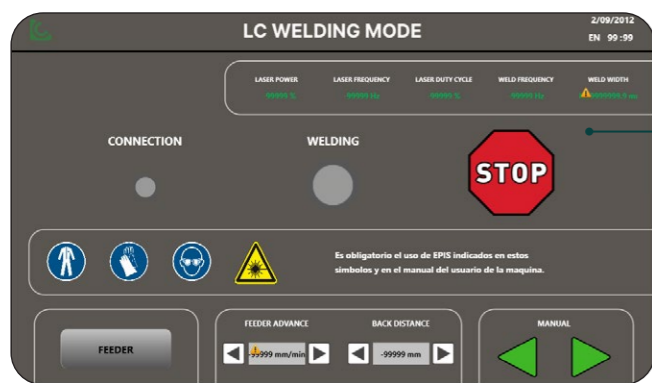 LC WELDING MODE
2/09/2012
EN 99:99
LASER POWER LASER FREQUENCY LASER DUTY CYCLE WELD FREQUENCY WELD WIDTH
-99999 % -99999 Hz -99999 % -99999 Hz
CONNECTION WELDING
STOP
Es obligatorio el uso de EPIS indicados en estos
simbolos y en el manual del usuario de la maquina.
FEEDER ADVANCE BACK DISTANCE MANUAL
FEEDER
-99999 mm/min -99999 mm